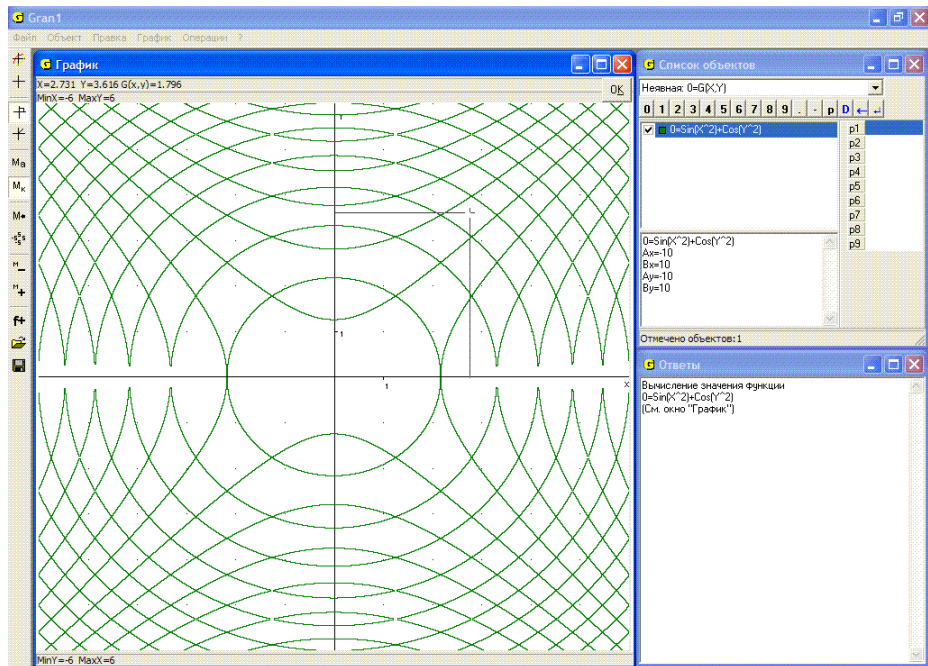 Gran1
Файл Объект Правка График Операции ?
График
X=2.731 Y=3.616 G(x,y)=1.796
OK
MinX=-6 MaxY=6
Y
1
1
X
MinY=-6 MaxX=6
Ma
Mк
M
M
M
f+
Список объектов
Неявная: 0=G(X,Y)
0 1 2 3 4 5 6 7 8 9 . - p D
0=Sin(X^2)+Cos(Y^2)
p1
p2
p3
p4
p5
p6
p7
p8
p9
0=Sin(X^2)+Cos(Y^2)
Ax=-10
Bx=10
Ay=-10
By=10
Отмечено объектов:1
Ответы
Вычисление значения функции
0=Sin(X^2)+Cos(Y^2)
(См. окно "График")